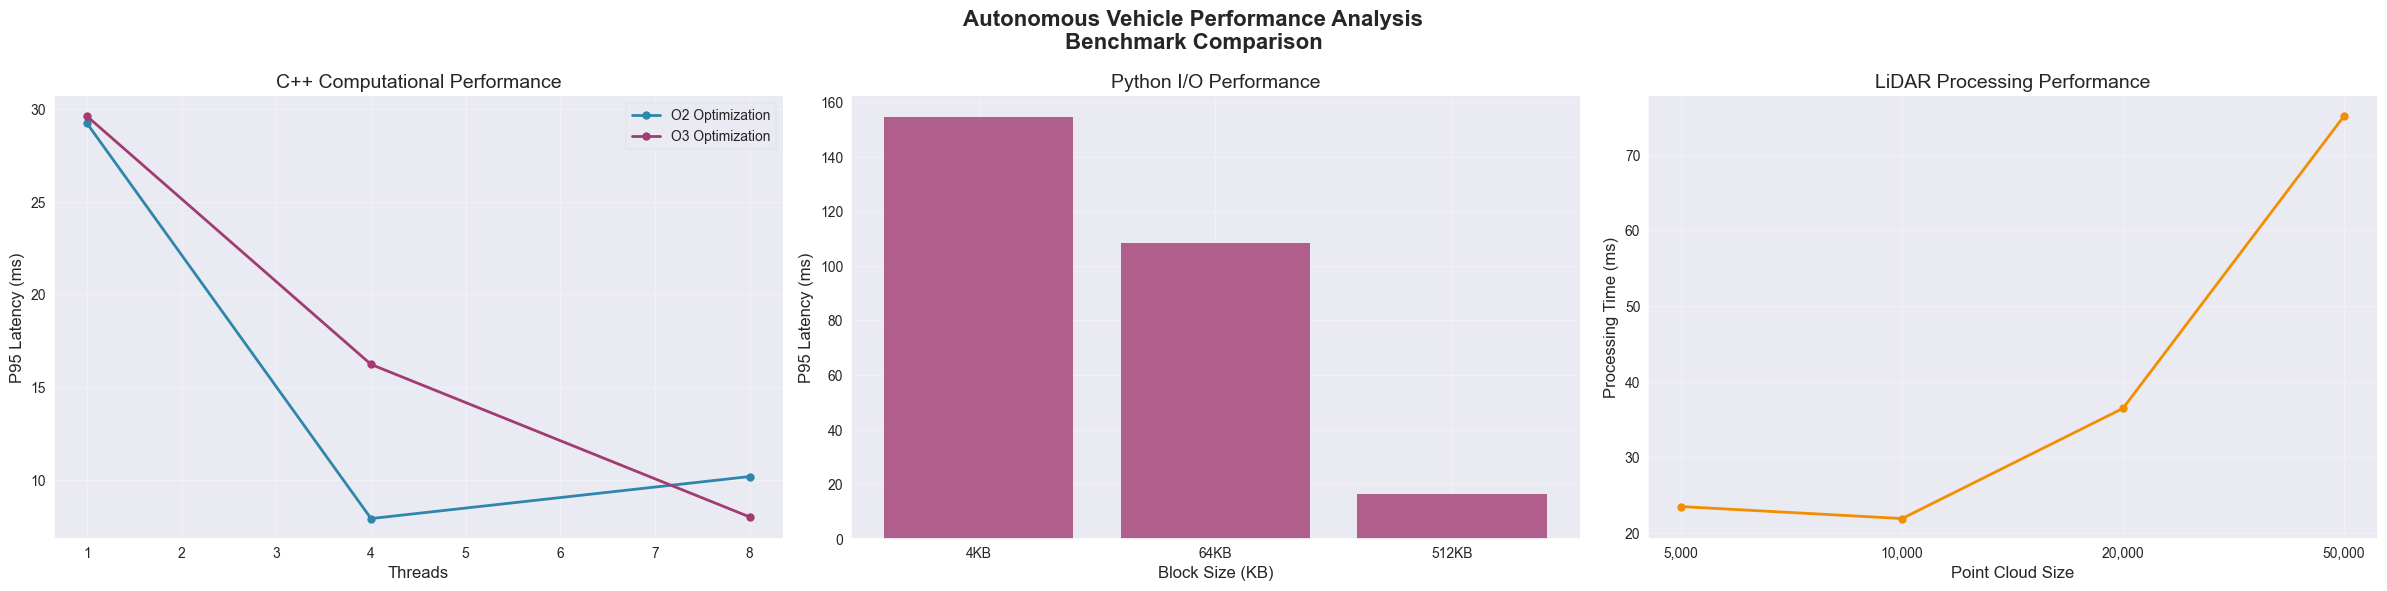 Autonomous Vehicle Performance Analysis
Benchmark Comparison
C++ Computational Performance
30
25
20
15
10
P95 Latency (ms)
O2 Optimization
O3 Optimization
1 2 3 4 5 6 7 8
Threads
Python I/O Performance
160
140
120
100
80
60
40
20
0
P95 Latency (ms)
4KB 64KB 512KB
Block Size (KB)
LiDAR Processing Performance
70
60
50
40
30
20
Processing Time (ms)
5,000 10,000 20,000 50,000
Point Cloud Size